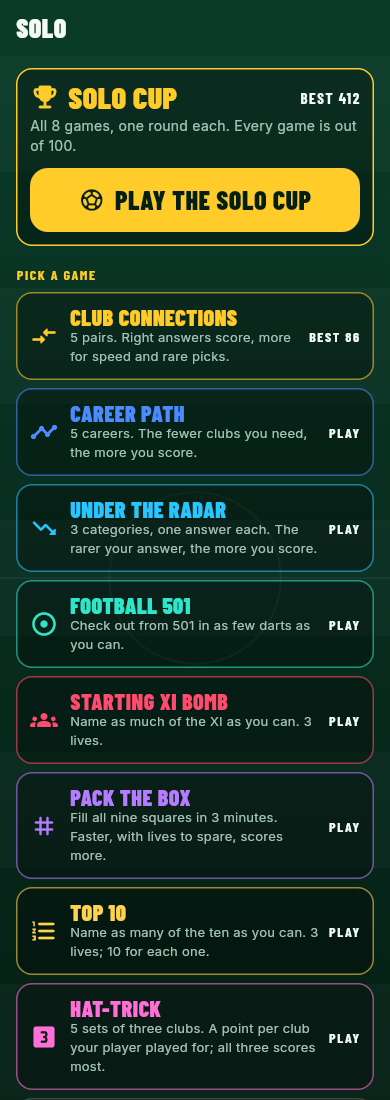 SOLO
SOLO CUP
BEST 412
All 8 games, one round each. Every game is out
of 100.
PLAY THE SOLO CUP
PICK A GAME
CLUB CONNECTIONS
5 pairs. Right answers score, more
for speed and rare picks.
BEST 86
CAREER PATH
5 careers. The fewer clubs you need,
the more you score.
PLAY
UNDER THE RADAR
3 categories, one answer each. The
rarer your answer, the more you score.
PLAY
FOOTBALL 501
Check out from 501 in as few darts as
you can.
PLAY
STARTING XI BOMB
Name as much of the XI as you can. 3
lives.
PLAY
PACK THE BOX
Fill all nine squares in 3 minutes.
Faster, with lives to spare, scores
more.
PLAY
TOP 10
Name as many of the ten as you can. 3
lives; 10 for each one.
PLAY
HAT-TRICK
5 sets of three clubs. A point per club
your player played for; all three scores
most.
PLAY
3